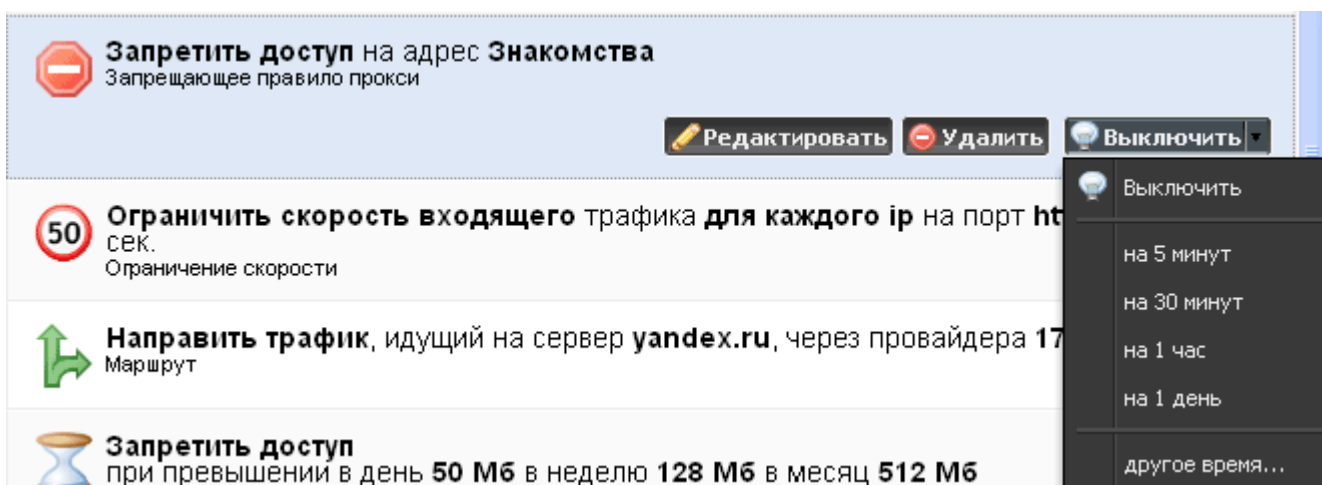 Запретить доступ на адрес Знакомства
Запрещающее правило прокси
Редактировать Удалить Выключить
Выключить
на 5 минут
на 30 минут
на 1 час
на 1 день
другое время...
50
Ограничить скорость входящего трафика для каждого ip на порт ht
сек.
Ограничение скорости
Направить трафик, идущий на сервер yandex.ru, через провайдера 17
Маршрут
Запретить доступ
при превышении в день 50 Мб в неделю 128 Мб в месяц 512 Мб